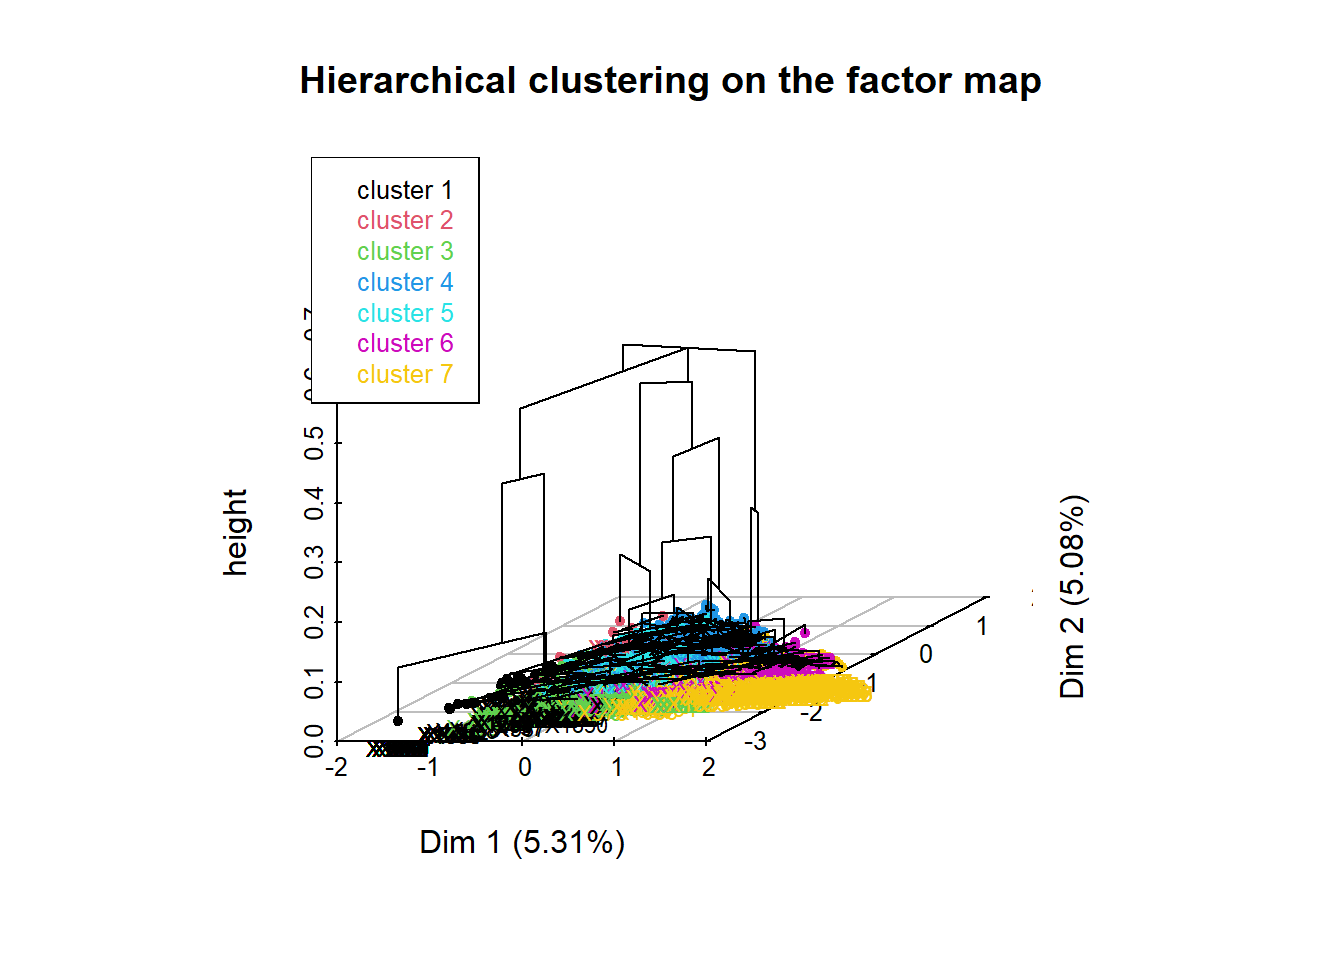 Hierarchical clustering on the factor map
cluster 1
cluster 2
cluster 3
cluster 4
cluster 5
cluster 6
cluster 7
height
0.5
0.4
0.3
0.2
0.1
0.0
-2
-1
0
1
2
-3
-2
0
1
Dim 1 (5.31%)
Dim 2 (5.08%)